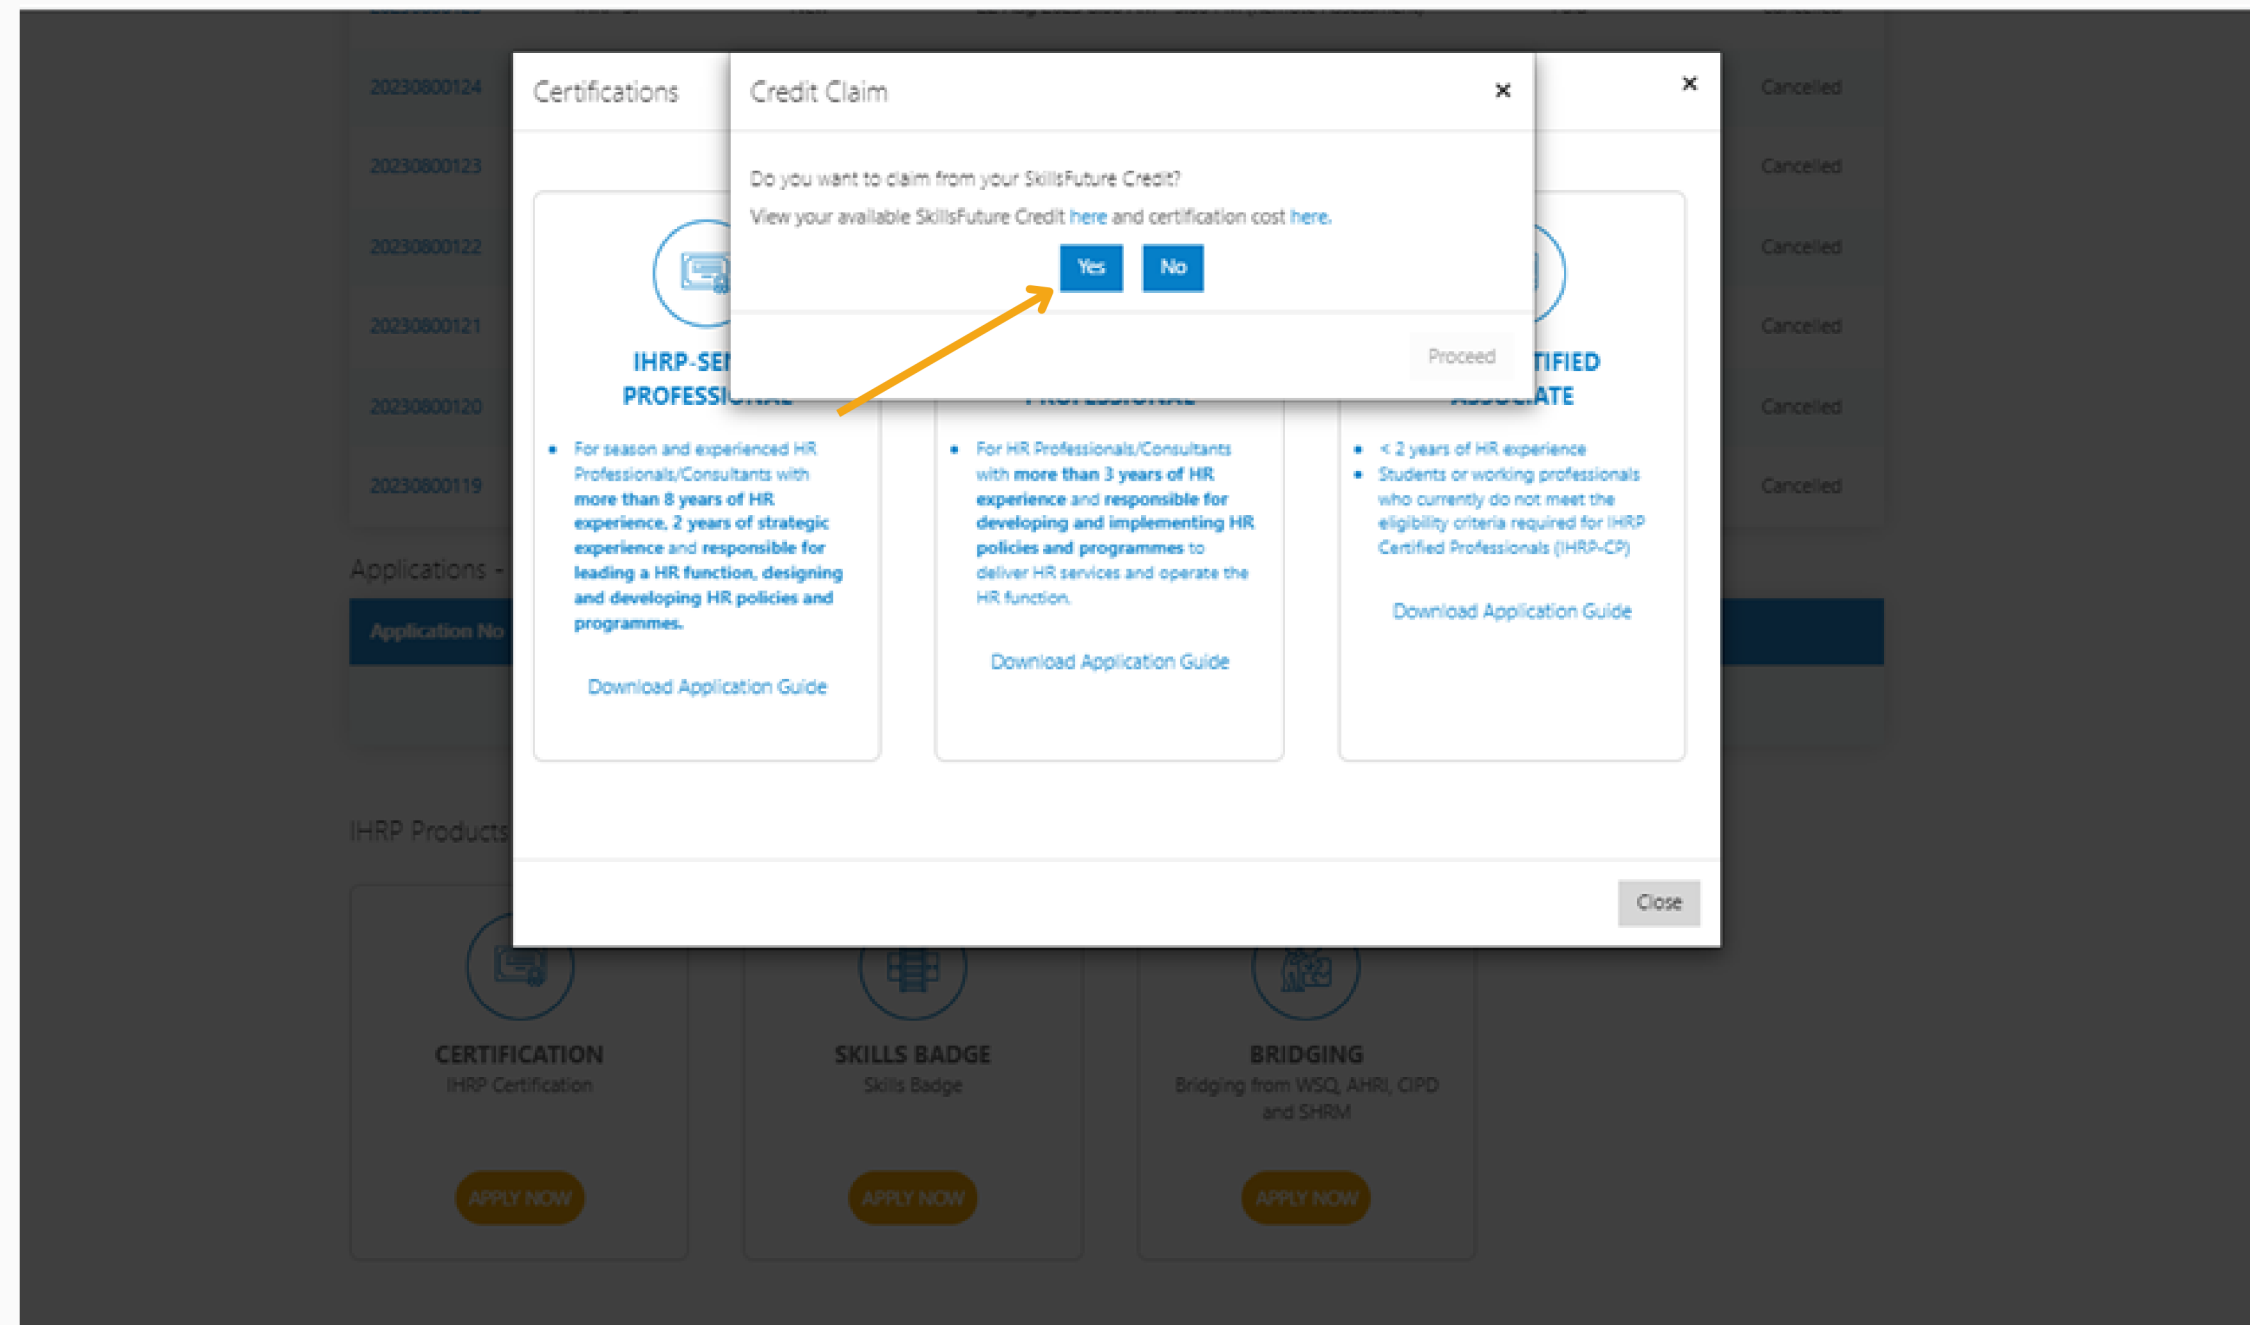 20230800124
Cancelled
20230800123
Cancelled
20230800122
Cancelled
20230800121
Cancelled
20230800120
Cancelled
20230800119
Cancelled
Applications -
Application No
IHRP Products
Certifications
×
Credit Claim
×
Do you want to claim from your SkillsFuture Credit?
View your available SkillsFuture Credit here and certification cost here.
Yes
No
Proceed
IHRP-SE
PROFESSIONAL
• For season and experienced HR
Professionals/Consultants with
more than 8 years of HR
experience, 2 years of strategic
experience and responsible for
leading a HR function, designing
and developing HR policies and
programmes.
Download Application Guide
PROFESSIONAL
• For HR Professionals/Consultants
with more than 3 years of HR
experience and responsible for
developing and implementing HR
policies and programmes to
deliver HR services and operate the
HR function.
Download Application Guide
TIFIED
ASSOCIATE
• < 2 years of HR experience
• Students or working professionals
who currently do not meet the
eligibility criteria required for IHRP
Certified Professionals (IHRP-CP)
Download Application Guide
Close
CERTIFICATION
IHRP Certification
APPLY NOW
SKILLS BADGE
Skills Badge
APPLY NOW
BRIDGING
Bridging from WSQ, AHRI, CIPD
and SHRM
APPLY NOW